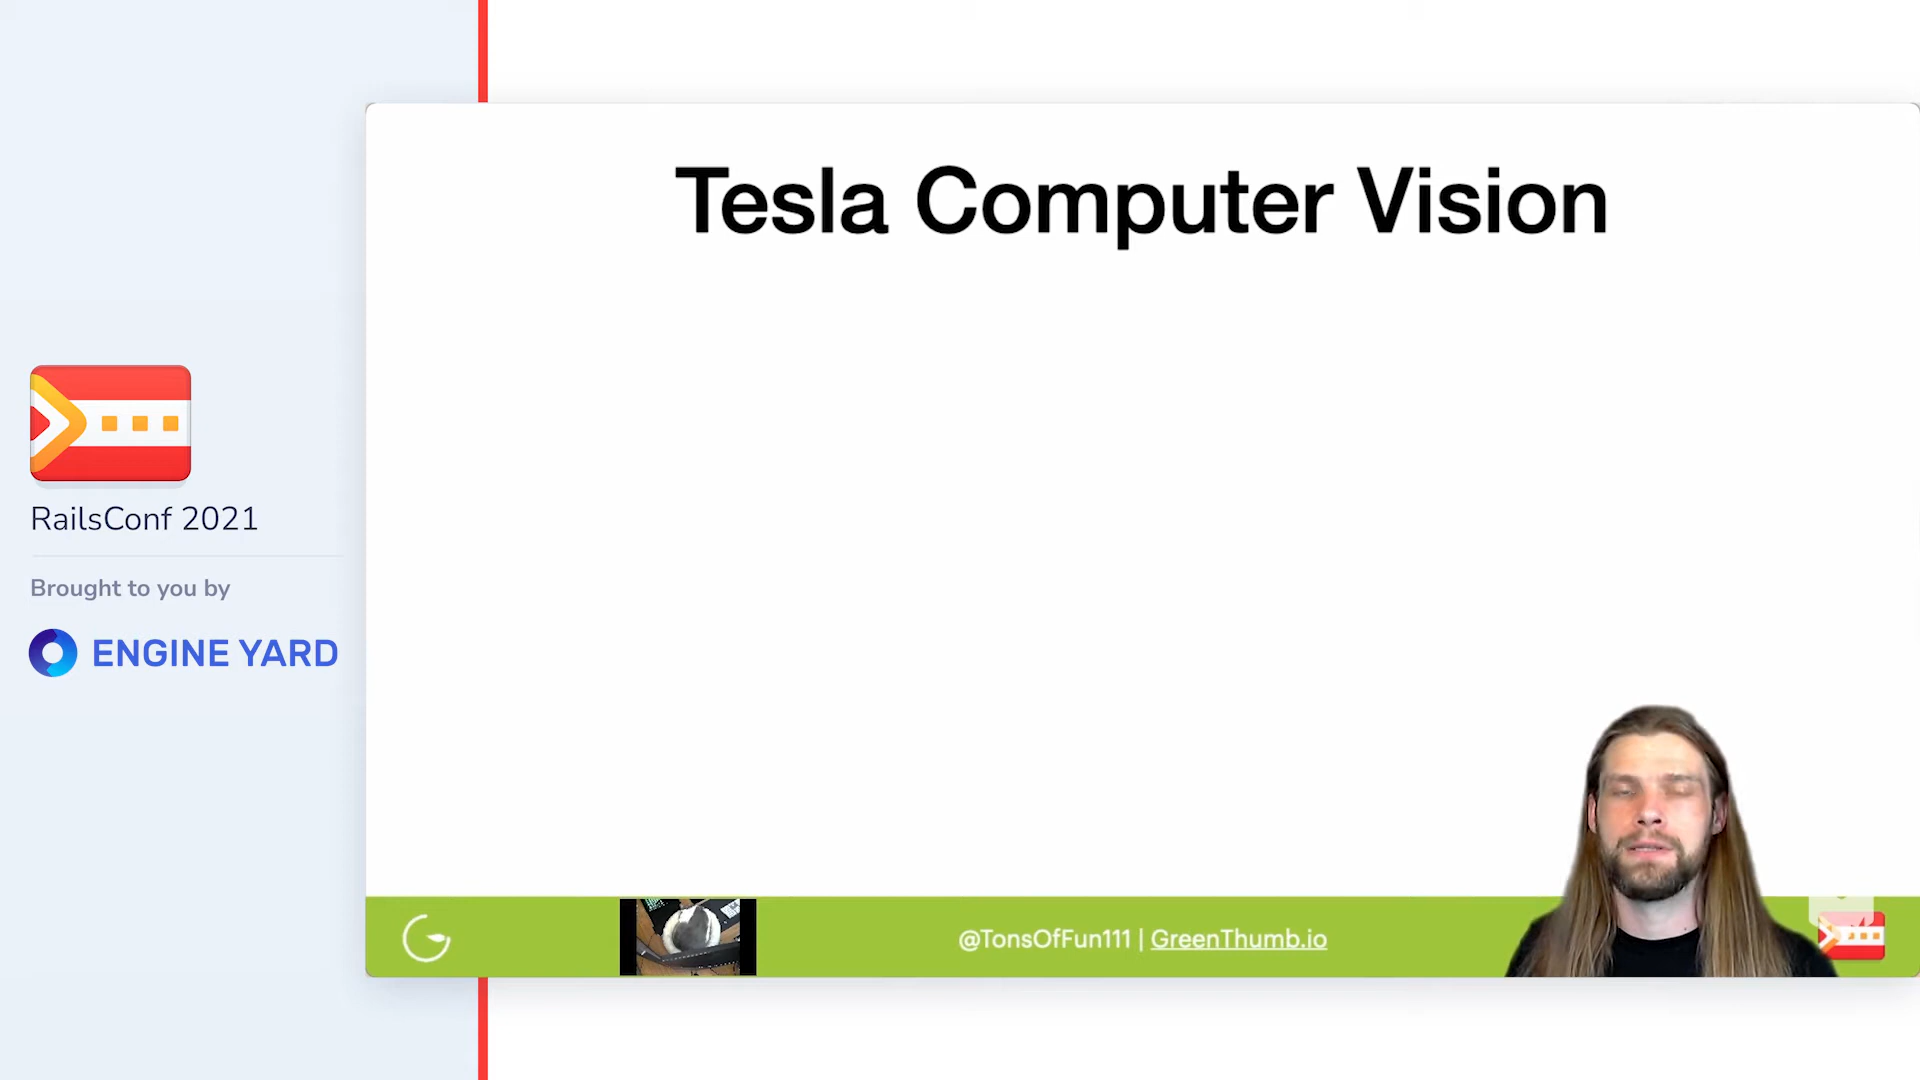 Tesla Computer Vision
RailsConf 2021
Brought to you by
ENGINE YARD
@TonsOfFun111 | GreenThumb.io